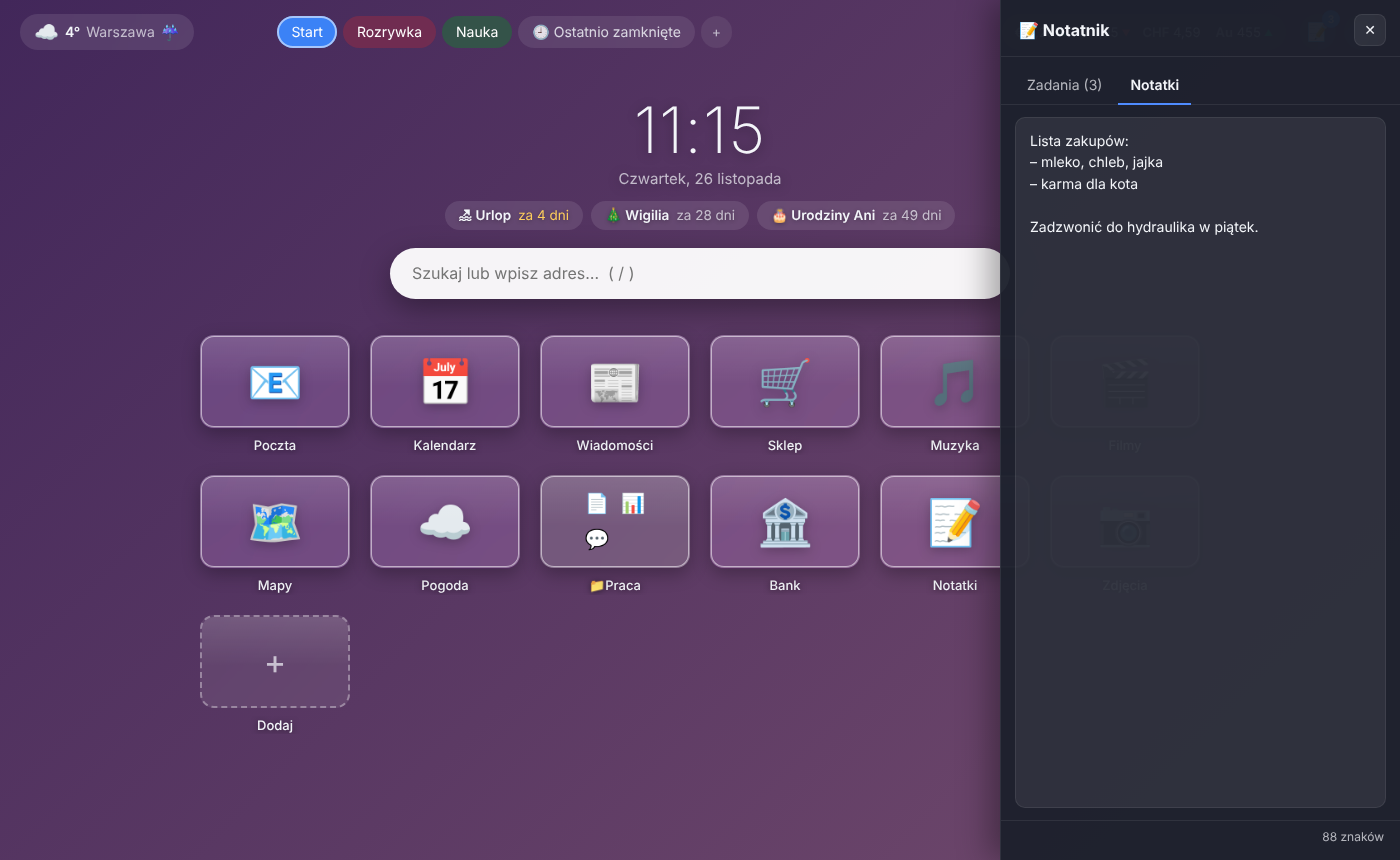 4° Warszawa
Start
Rozrywka
Nauka
Ostatnio zamknięte
+
11:15
Czwartek, 26 listopada
Urlop za 4 dni
Wigilia za 28 dni
Urodziny Ani za 49 dni
Szukaj lub wpisz adres... ( / )
July
17
Poczta
Kalendarz
Wiadomości
Sklep
Muzyka
Filmy
Mapy
Pogoda
Praca
Bank
Notatki
Zdjęcia
+
Dodaj
Notatnik
✕
Zadania (3)
Notatki
Lista zakupów:
– mleko, chleb, jajka
– karma dla kota
Zadzwonić do hydraulika w piątek.
88 znaków